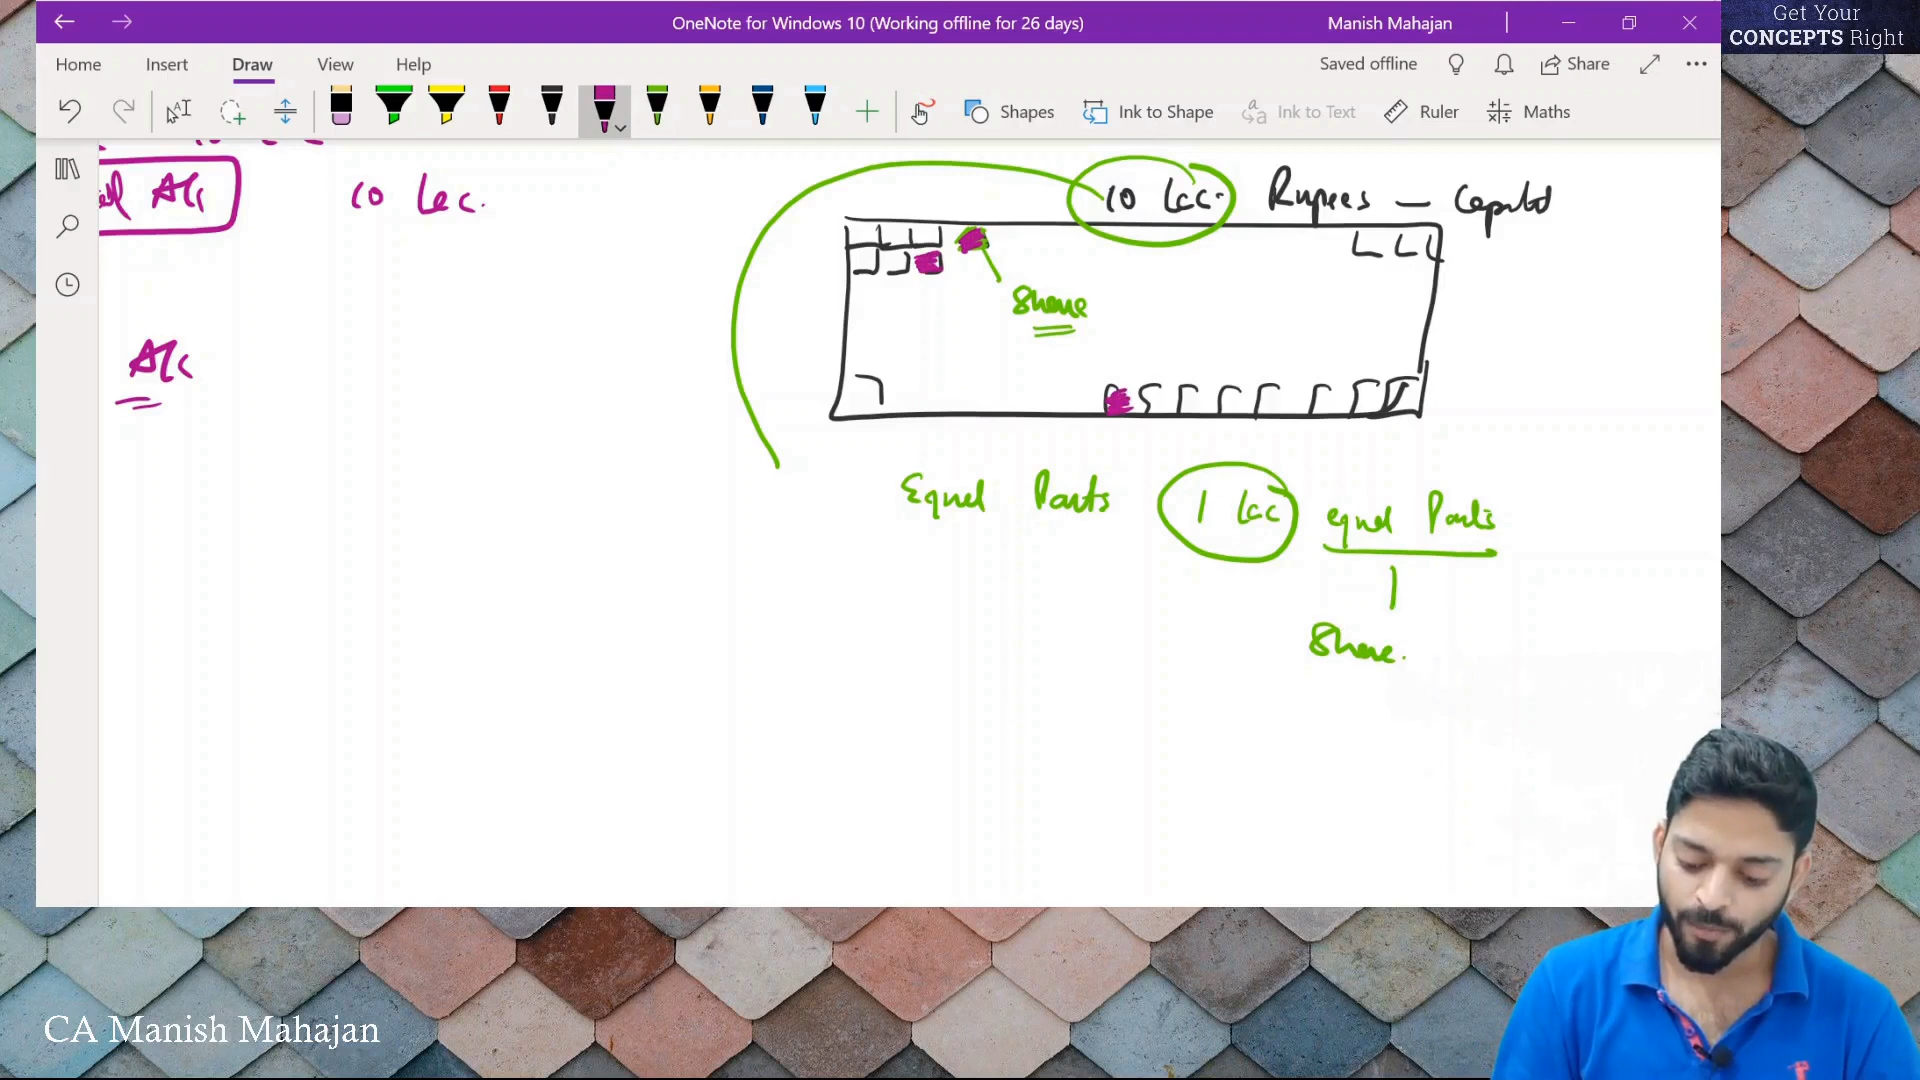 OneNote for Windows 10 (Working offline for 26 days)
Manish Mahajan
Get Your
CONCEPTS Right
Home Insert Draw View Help
Saved offline
Share
Shapes
Ink to Shape
Ink to Text
Ruler
Maths
A/c
10 Lac.
10 Lac. Rupees — Capital
Share
A/c
Equal Parts 1 Lac equal Parts
Share.
CA Manish Mahajan